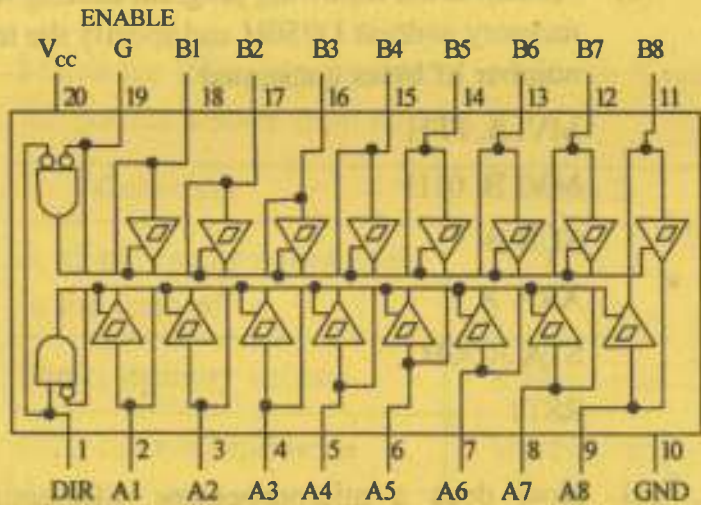 ENABLE
VCC G B1 B2 B3 B4 B5 B6 B7 B8
20 19 18 17 16 15 14 13 12 11
1 2 3 4 5 6 7 8 9 10
DIR A1 A2 A3 A4 A5 A6 A7 A8 GND